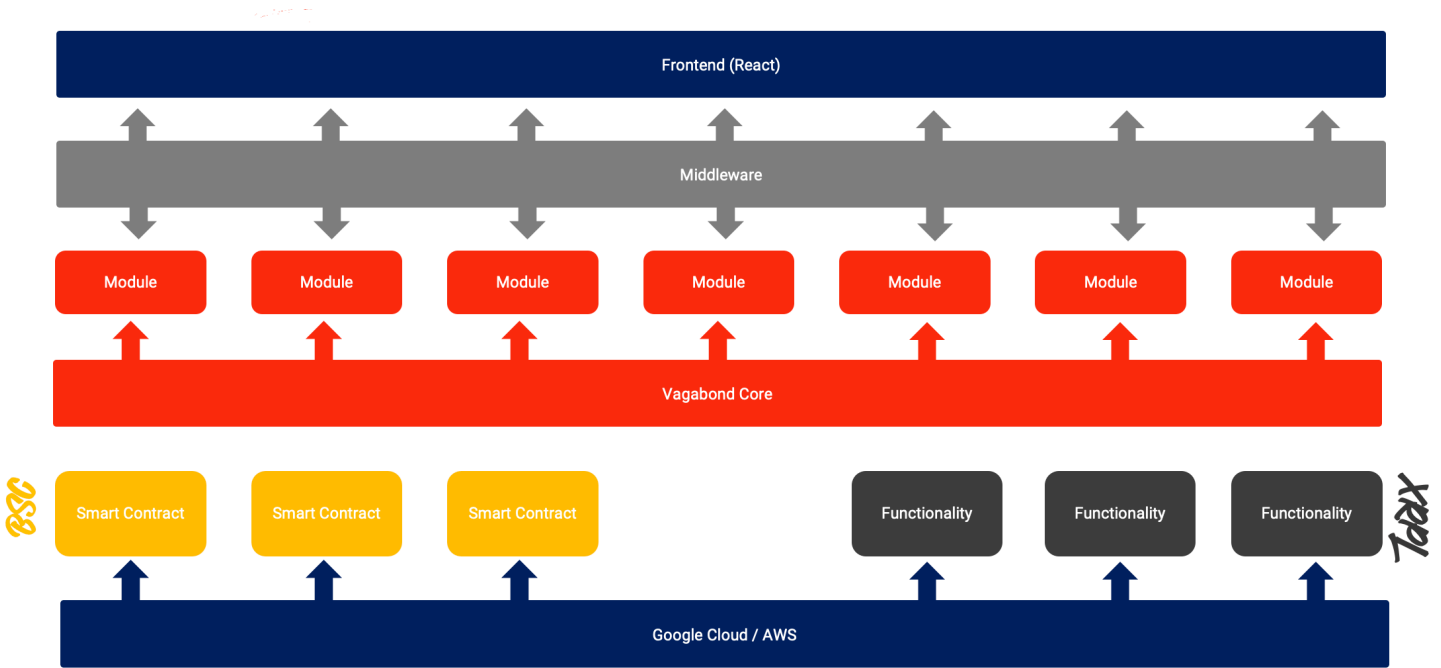 Frontend (React)
Middleware
Module Module Module Module Module Module Module
Vagabond Core
BSC
Smart Contract Smart Contract Smart Contract Functionality Functionality Functionality
XRPL
Google Cloud / AWS